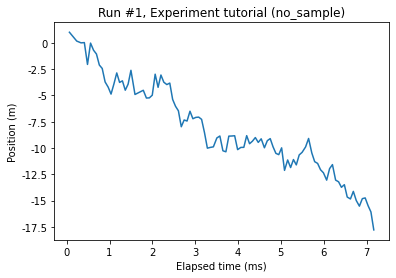 Run #1, Experiment tutorial (no_sample)
Position (m)
0
-2.5
-5
-7.5
-10
-12.5
-15
-17.5
0 1 2 3 4 5 6 7
Elapsed time (ms)